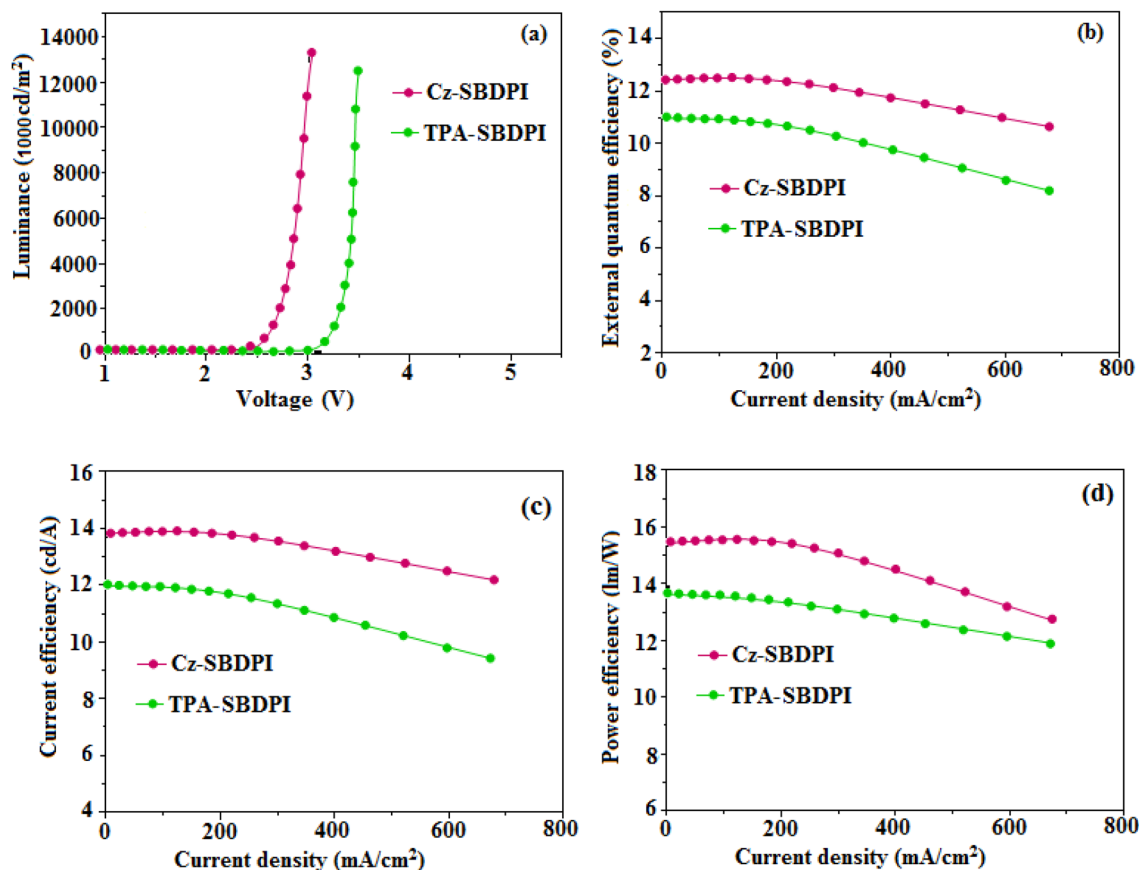 (a)
14000
12000
10000
8000
6000
4000
2000
0
Luminance (1000cd/m²)
Cz-SBDPI
TPA-SBDPI
1 2 3 4 5
Voltage (V)
(b)
14
12
10
8
6
4
2
External quantum efficiency (%)
Cz-SBDPI
TPA-SBDPI
0 200 400 600 800
Current density (mA/cm²)
(c)
16
14
12
10
8
6
4
Current efficiency (cd/A)
Cz-SBDPI
TPA-SBDPI
0 200 400 600 800
Current density (mA/cm²)
(d)
18
16
14
12
10
8
6
Power efficiency (lm/W)
Cz-SBDPI
TPA-SBDPI
0 200 400 600 800
Current density (mA/cm²)